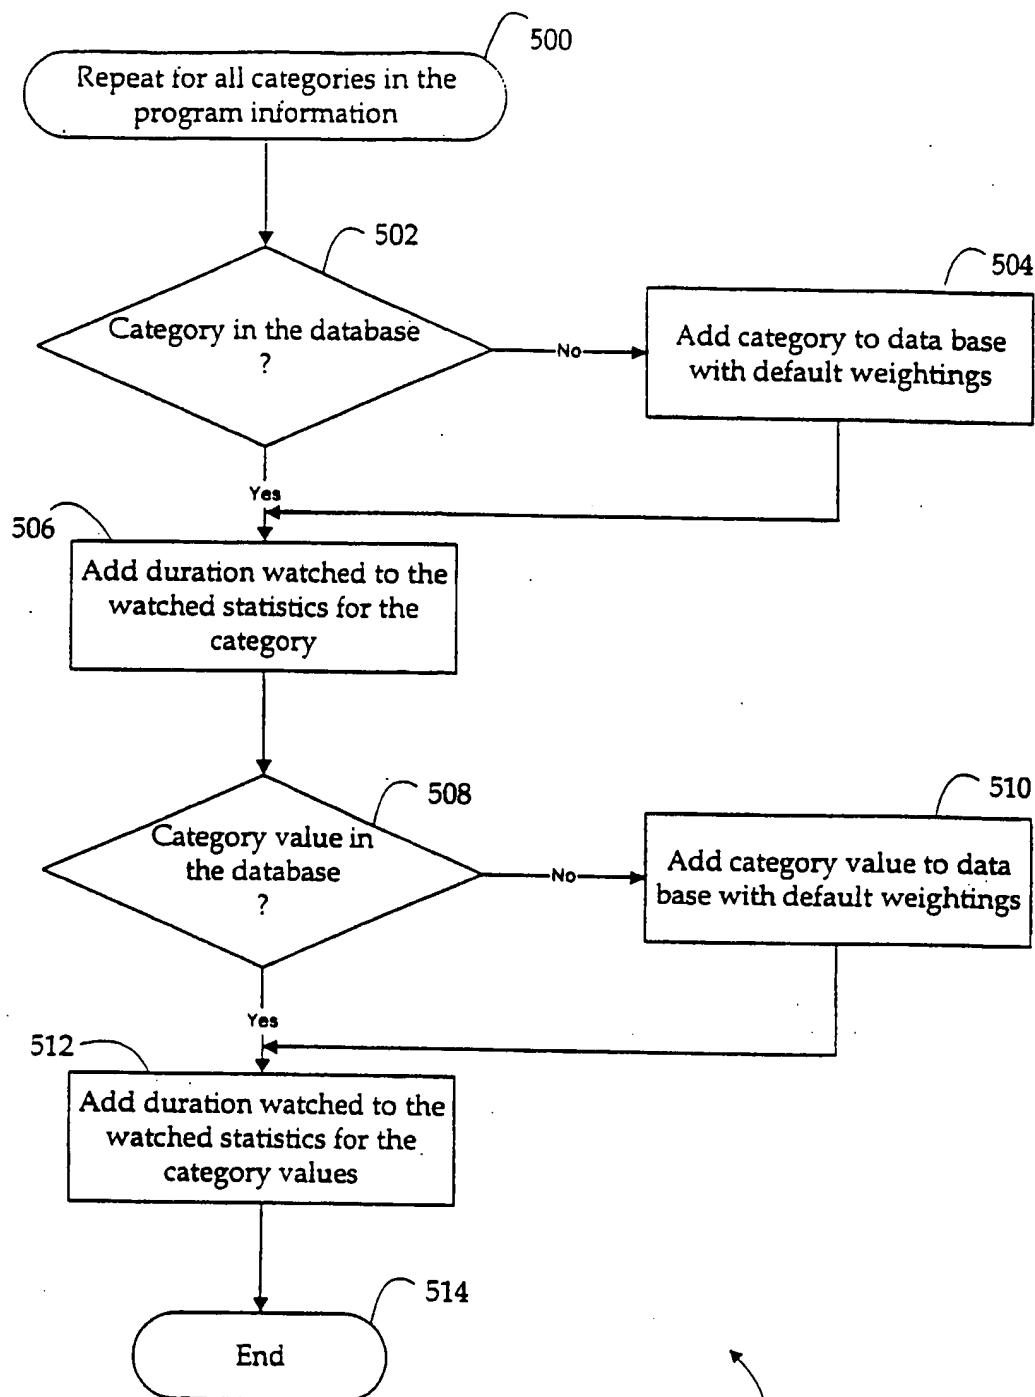 500
Repeat for all categories in the
program information
502
Category in the database
?
No
504
Add category to data base
with default weightings
Yes
506
Add duration watched to the
watched statistics for the
category
508
Category value in
the database
?
No
510
Add category value to data
base with default weightings
Yes
512
Add duration watched to the
watched statistics for the
category values
514
End